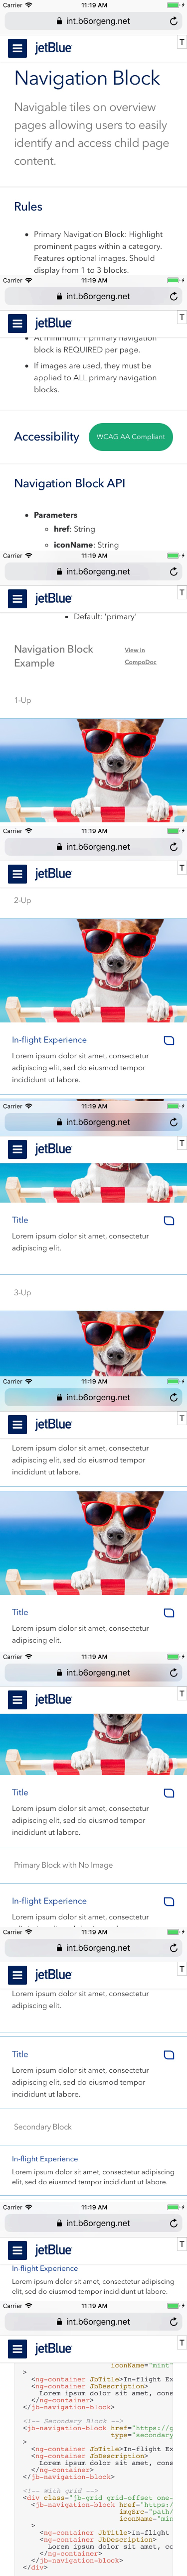 Carrier 11:19 AM
int.b6orgeng.net
jetBlue T
Navigation Block
Navigable tiles on overview
pages allowing users to easily
identify and access child page
content.
Rules
• Primary Navigation Block: Highlight
prominent pages within a category.
Features optional images. Should
display from 1 to 3 blocks.
Carrier 11:19 AM
int.b6orgeng.net
jetBlue T
• At minimum, 1 primary navigation
block is REQUIRED per page.
• If images are used, they must be
applied to ALL primary navigation
blocks.
Accessibility WCAG AA Compliant
Navigation Block API
• Parameters
href: String
iconName: String
Carrier 11:19 AM
int.b6orgeng.net
jetBlue T
Default: 'primary'
Navigation Block View in
Example CompoDoc
1-Up
Carrier 11:19 AM
int.b6orgeng.net
jetBlue T
2-Up
In-flight Experience
Lorem ipsum dolor sit amet, consectetur
adipiscing elit, sed do eiusmod tempor
incididunt ut labore.
Carrier 11:19 AM
int.b6orgeng.net
jetBlue T
Title
Lorem ipsum dolor sit amet, consectetur
adipiscing elit.
3-Up
Carrier 11:19 AM
int.b6orgeng.net
jetBlue T
Lorem ipsum dolor sit amet, consectetur
adipiscing elit, sed do eiusmod tempor
incididunt ut labore.
Title
Lorem ipsum dolor sit amet, consectetur
adipiscing elit.
Carrier 11:19 AM
int.b6orgeng.net
jetBlue T
Title
Lorem ipsum dolor sit amet, consectetur
adipiscing elit, sed do eiusmod tempor
incididunt ut labore.
Primary Block with No Image
In-flight Experience
Lorem ipsum dolor sit amet, consectetur
Carrier 11:19 AM
int.b6orgeng.net
jetBlue T
Lorem ipsum dolor sit amet, consectetur
adipiscing elit.
Title
Lorem ipsum dolor sit amet, consectetur
adipiscing elit, sed do eiusmod tempor
incididunt ut labore.
Secondary Block
In-flight Experience
Lorem ipsum dolor sit amet, consectetur adipiscing
elit, sed do eiusmod tempor incididunt ut labore.
Carrier 11:19 AM
int.b6orgeng.net
jetBlue T
In-flight Experience
Lorem ipsum dolor sit amet, consectetur adipiscing
elit, sed do eiusmod tempor incididunt ut labore.
Carrier 11:19 AM
int.b6orgeng.net
jetBlue T
iconName="mint"
>
<ng-container JbTitle>In-flight Ex
<ng-container JbDescription>
Lorem ipsum dolor sit amet, cons
</ng-container>
</jb-navigation-block>
<!-- Secondary Block -->
<jb-navigation-block href="https://g
type="secondary
>
<ng-container JbTitle>In-flight Ex
<ng-container JbDescription>
Lorem ipsum dolor sit amet, cons
</ng-container>
</jb-navigation-block>
<!-- With grid -->
<div class="jb-grid grid-offset one-
<jb-navigation-block href="https:/
imgSrc="path/
iconName="min
>
<ng-container JbTitle>In-flight
<ng-container JbDescription>
Lorem ipsum dolor sit amet, co
</ng-container>
</jb-navigation-block>
</div>